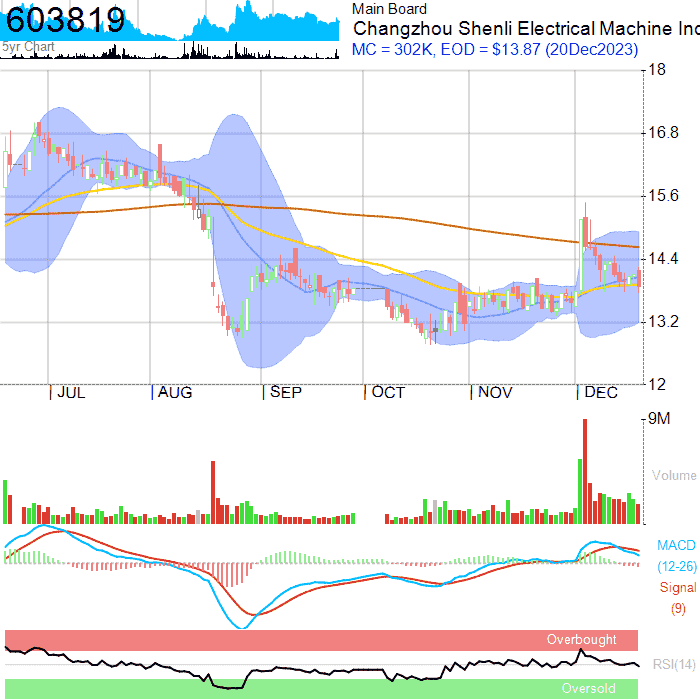 603819
Main Board
Changzhou Shenli Electrical Machine Inc
5yr Chart
MC = 302K, EOD = $13.87 (20Dec2023)
18
16.8
15.6
14.4
13.2
12
JUL AUG SEP OCT NOV DEC
9M
Volume
MACD
(12-26)
Signal
(9)
Overbought
RSI(14)
Oversold